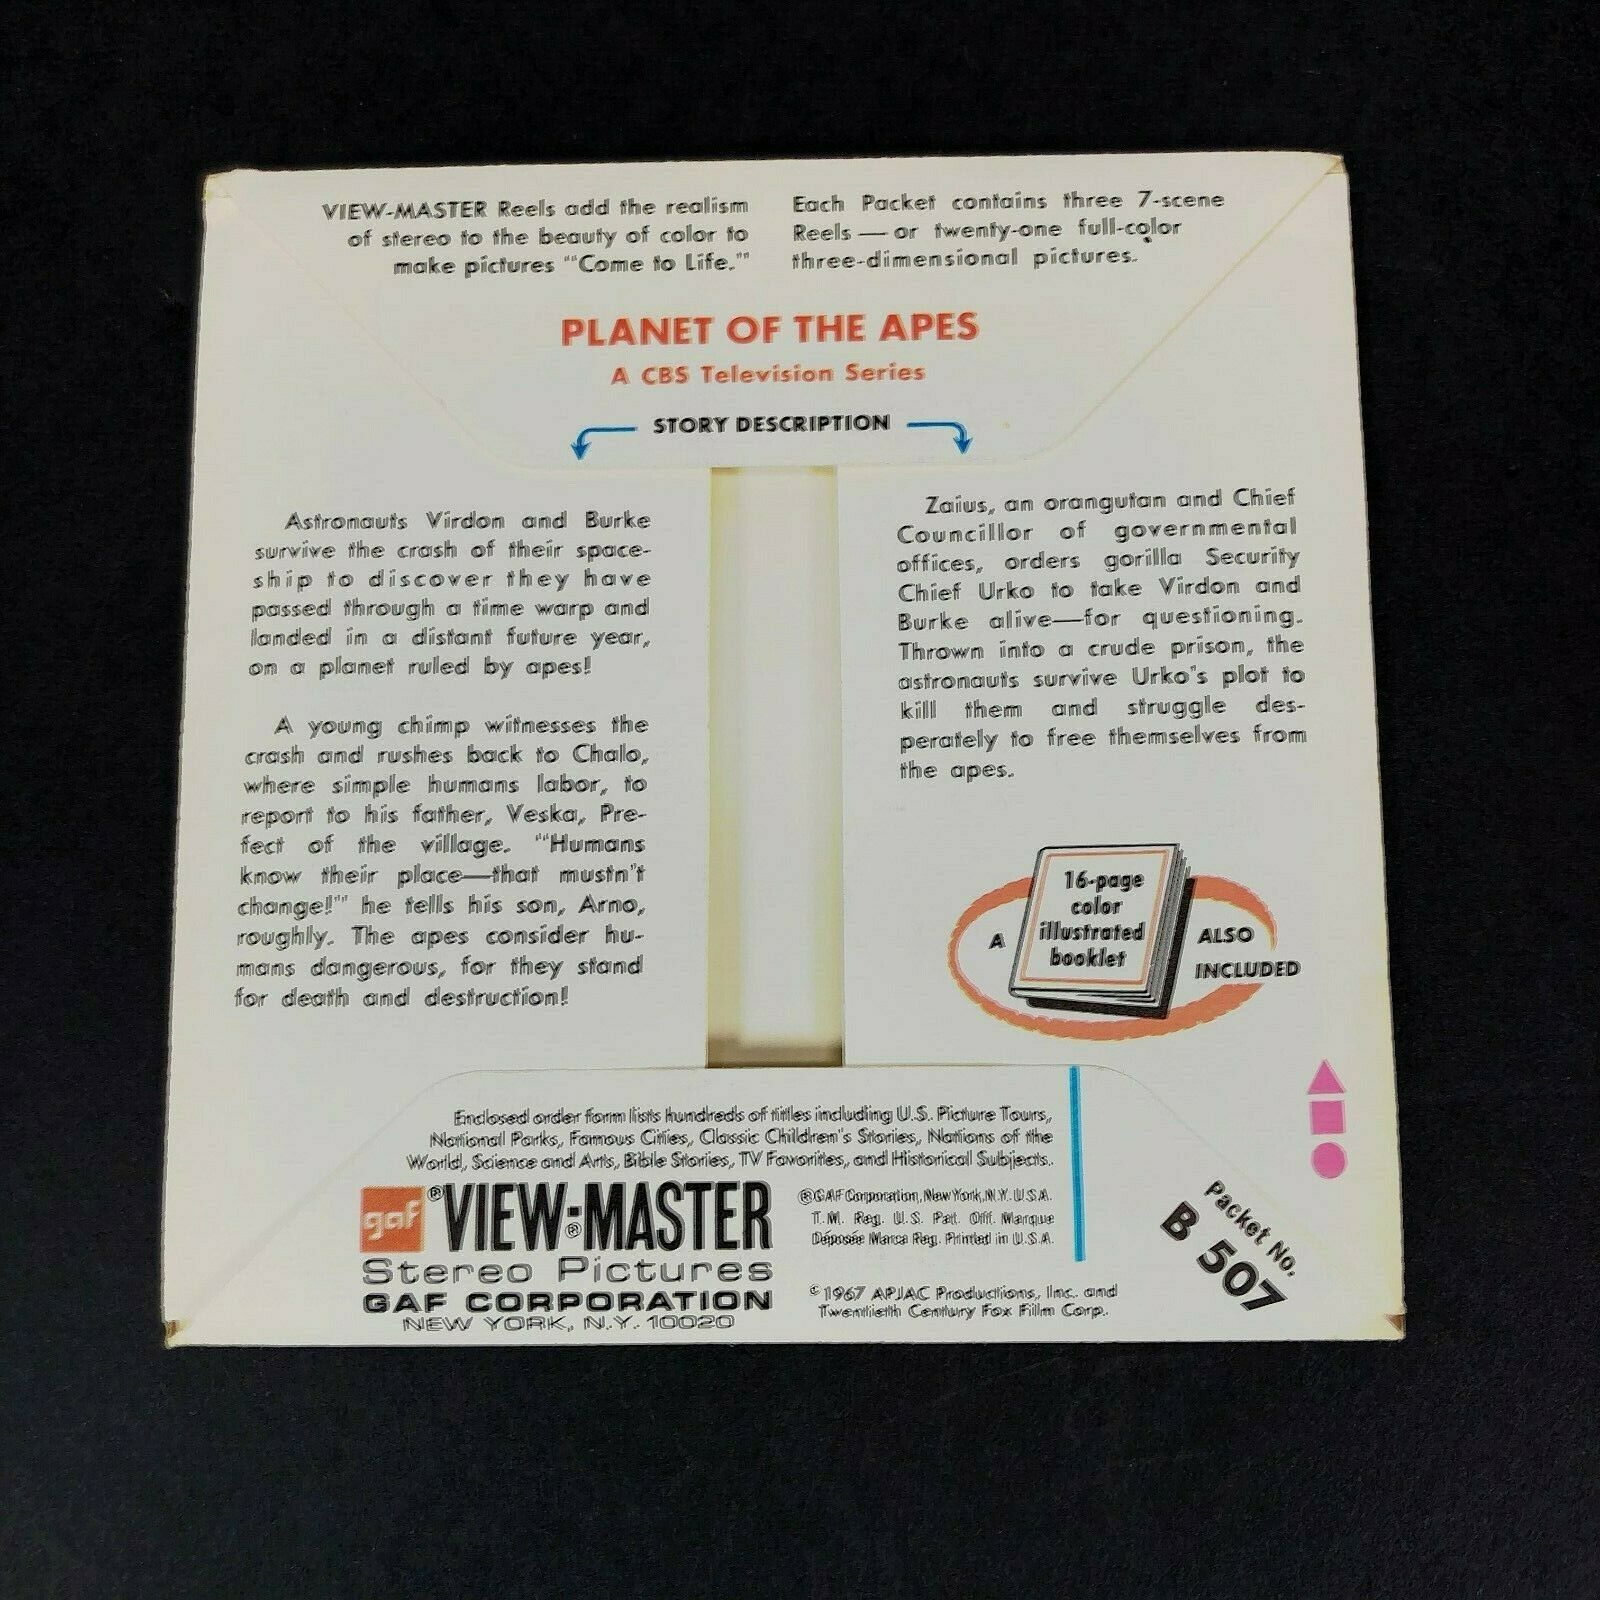 VIEW-MASTER Reels add the realism
of stereo to the beauty of color to
make pictures "Come to Life."
Each Packet contains three 7-scene
Reels — or twenty-one full-color
three-dimensional pictures.
PLANET OF THE APES
A CBS Television Series
STORY DESCRIPTION
Astronauts Virdon and Burke
survive the crash of their space-
ship to discover they have
passed through a time warp and
landed in a distant future year,
on a planet ruled by apes!
A young chimp witnesses the
crash and rushes back to Chalo,
where simple humans labor, to
report to his father, Veska, Pre-
fect of the village. "Humans
know their place—that mustn't
change!" he tells his son, Arno,
roughly. The apes consider hu-
mans dangerous, for they stand
for death and destruction!
Zaius, an orangutan and Chief
Councillor of governmental
offices, orders gorilla Security
Chief Urko to take Virdon and
Burke alive—for questioning.
Thrown into a crude prison, the
astronauts survive Urko's plot to
kill them and struggle des-
perately to free themselves from
the apes.
A
16-page
color
illustrated
booklet
ALSO
INCLUDED
Enclosed order form lists hundreds of titles including U.S. Picture Tours,
National Parks, Famous Cities, Classic Children's Stories, Nations of the
World, Science and Arts, Bible Stories, TV Favorites, and Historical Subjects.
gaf ® VIEW-MASTER ®
Stereo Pictures
GAF CORPORATION
NEW YORK, N.Y. 10020
®GAF Corporation, New York, N.Y. U.S.A.
T.M. Reg. U.S. Pat. Off. Marque
Déposée Marca Reg. Printed in U.S.A.
©1967 APJAC Productions, Inc. and
Twentieth Century Fox Film Corp.
Packet No.
B 507